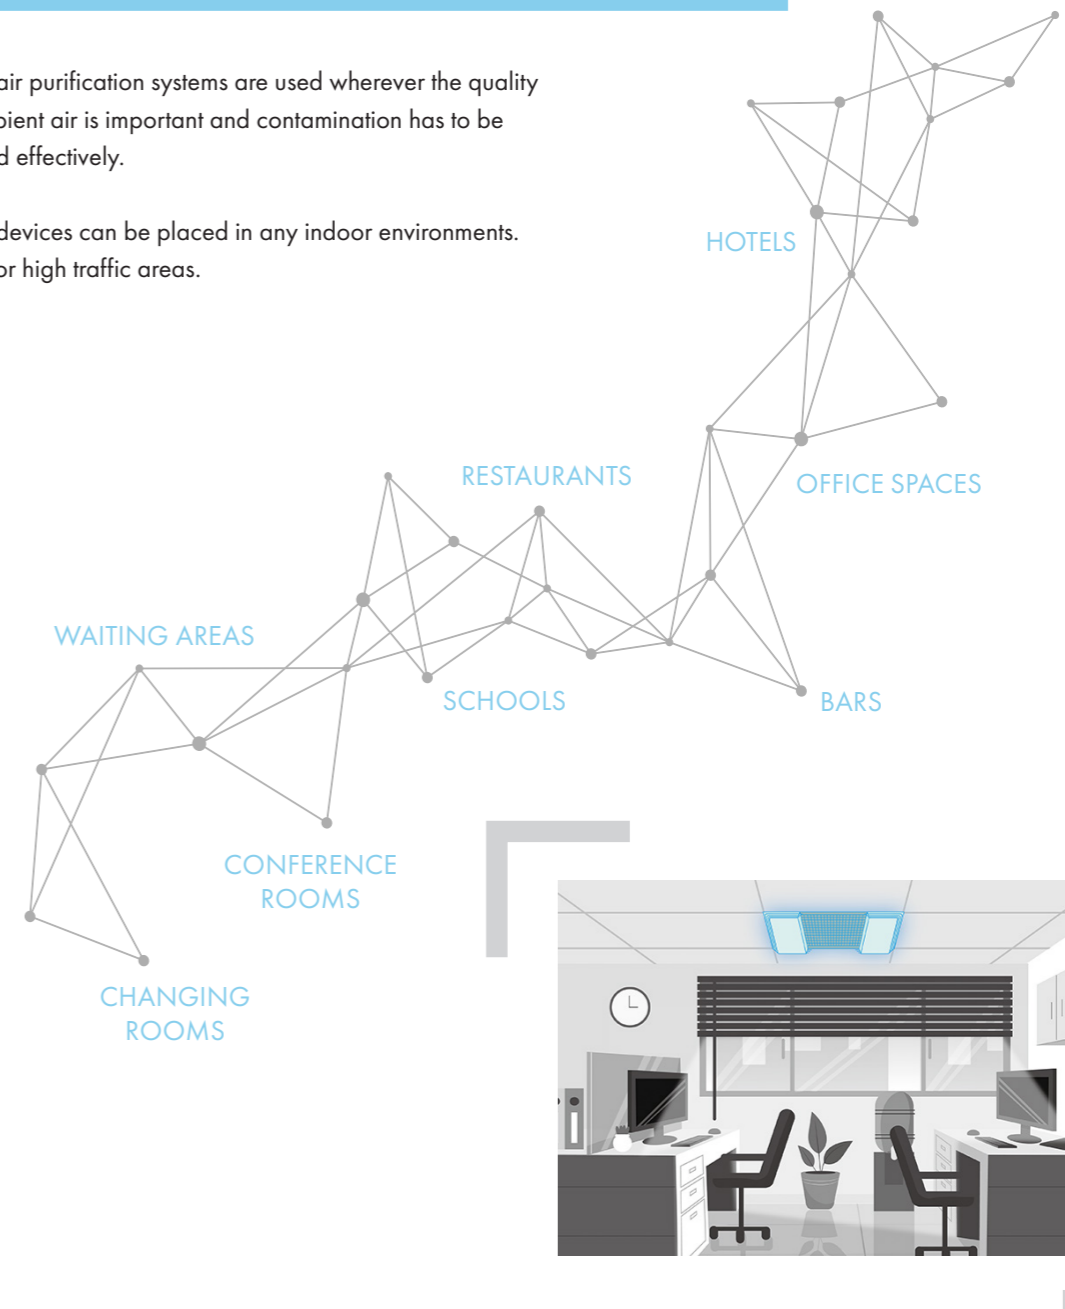 air purification systems are used wherever the quality
bient air is important and contamination has to be
d effectively.
devices can be placed in any indoor environments.
or high traffic areas.
HOTELS
RESTAURANTS
OFFICE SPACES
WAITING AREAS
SCHOOLS
BARS
CONFERENCE
ROOMS
CHANGING
ROOMS